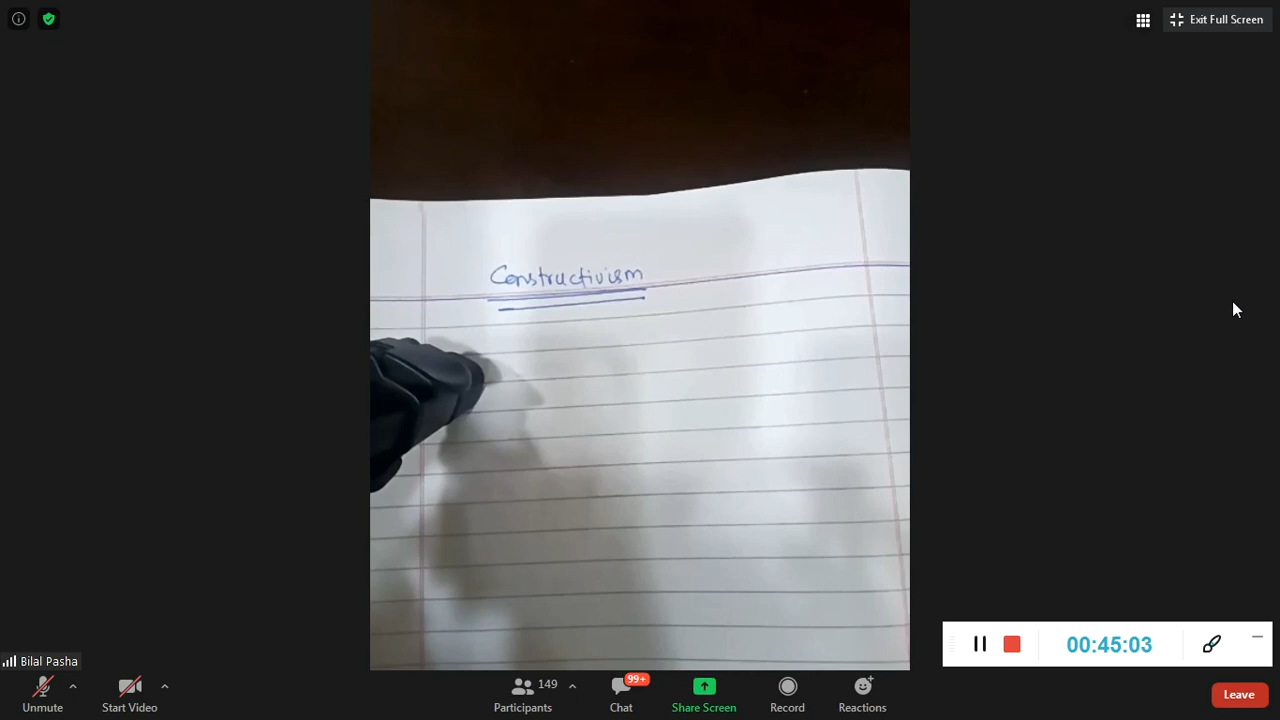 Exit Full Screen
Constructivism
00:45:03
Bilal Pasha
Unmute
Start Video
149
Participants
99+
Chat
Share Screen
Record
Reactions
Leave